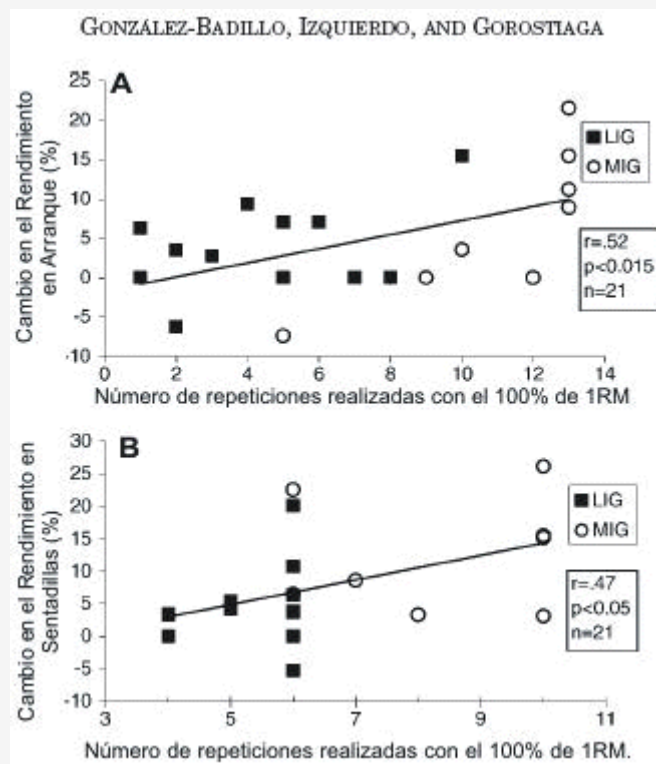 GONZÁLEZ-BADILLO, IZQUIERDO, AND GOROSTIAGA
A
Cambio en el Rendimiento
en Arranque (%)
25
20
15
10
5
0
-5
-10
0 2 4 6 8 10 12 14
Número de repeticiones realizadas con el 100% de 1RM
LIG
MIG
r=.52
p<0.015
n=21
B
Cambio en el Rendimiento en
Sentadillas (%)
30
25
20
15
10
5
0
-5
-10
3 5 7 9 11
Número de repeticiones realizadas con el 100% de 1RM.
LIG
MIG
r=.47
p<0.05
n=21